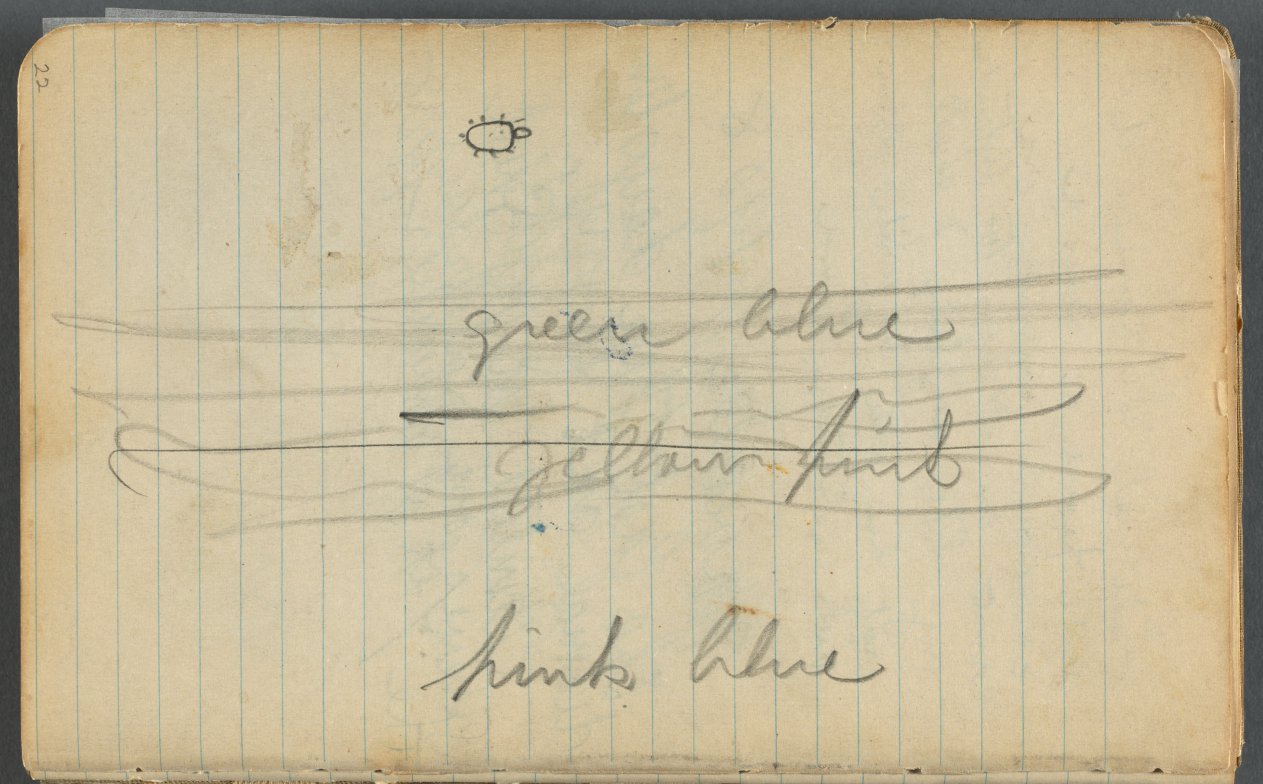 22
green blue
yellow pink
pink blue